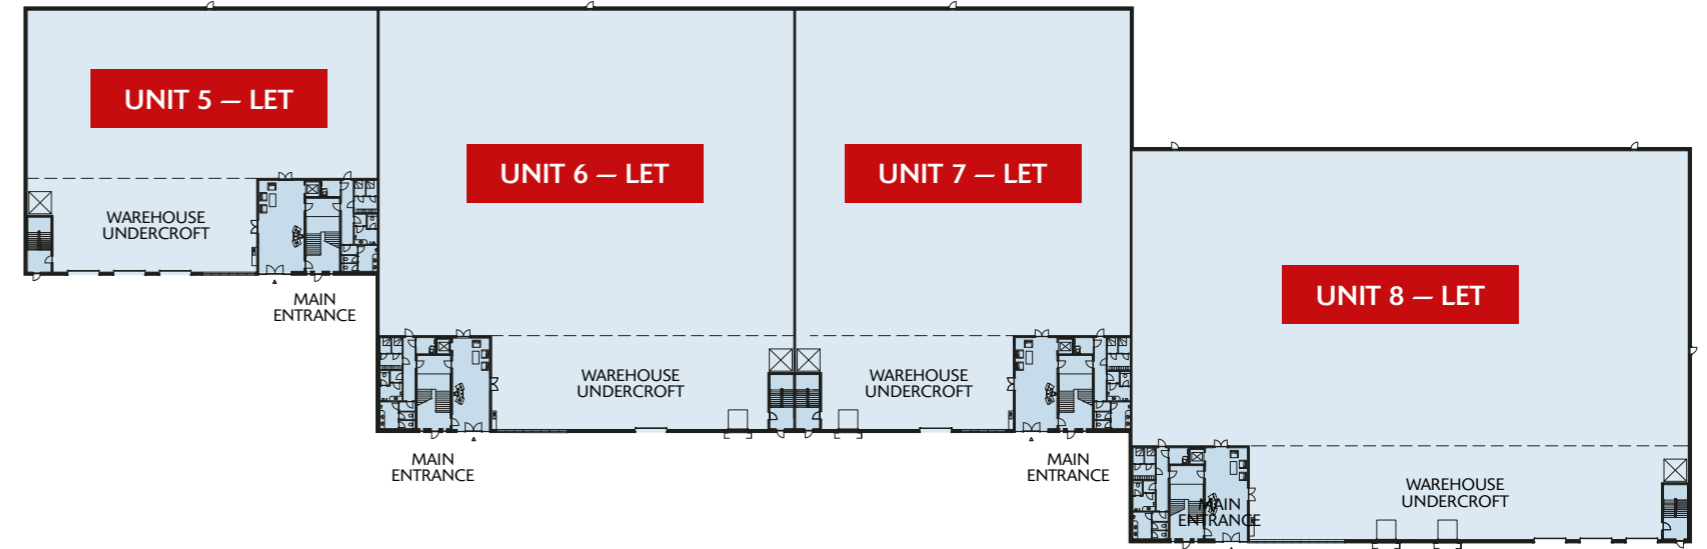 UNIT 5 — LET
UNIT 6 — LET
UNIT 7 — LET
WAREHOUSE
UNDERCROFT
MAIN
ENTRANCE
UNIT 8 — LET
WAREHOUSE
UNDERCROFT
WAREHOUSE
UNDERCROFT
MAIN
ENTRANCE
MAIN
ENTRANCE
WAREHOUSE
UNDERCROFT
MAIN
ENTRANCE